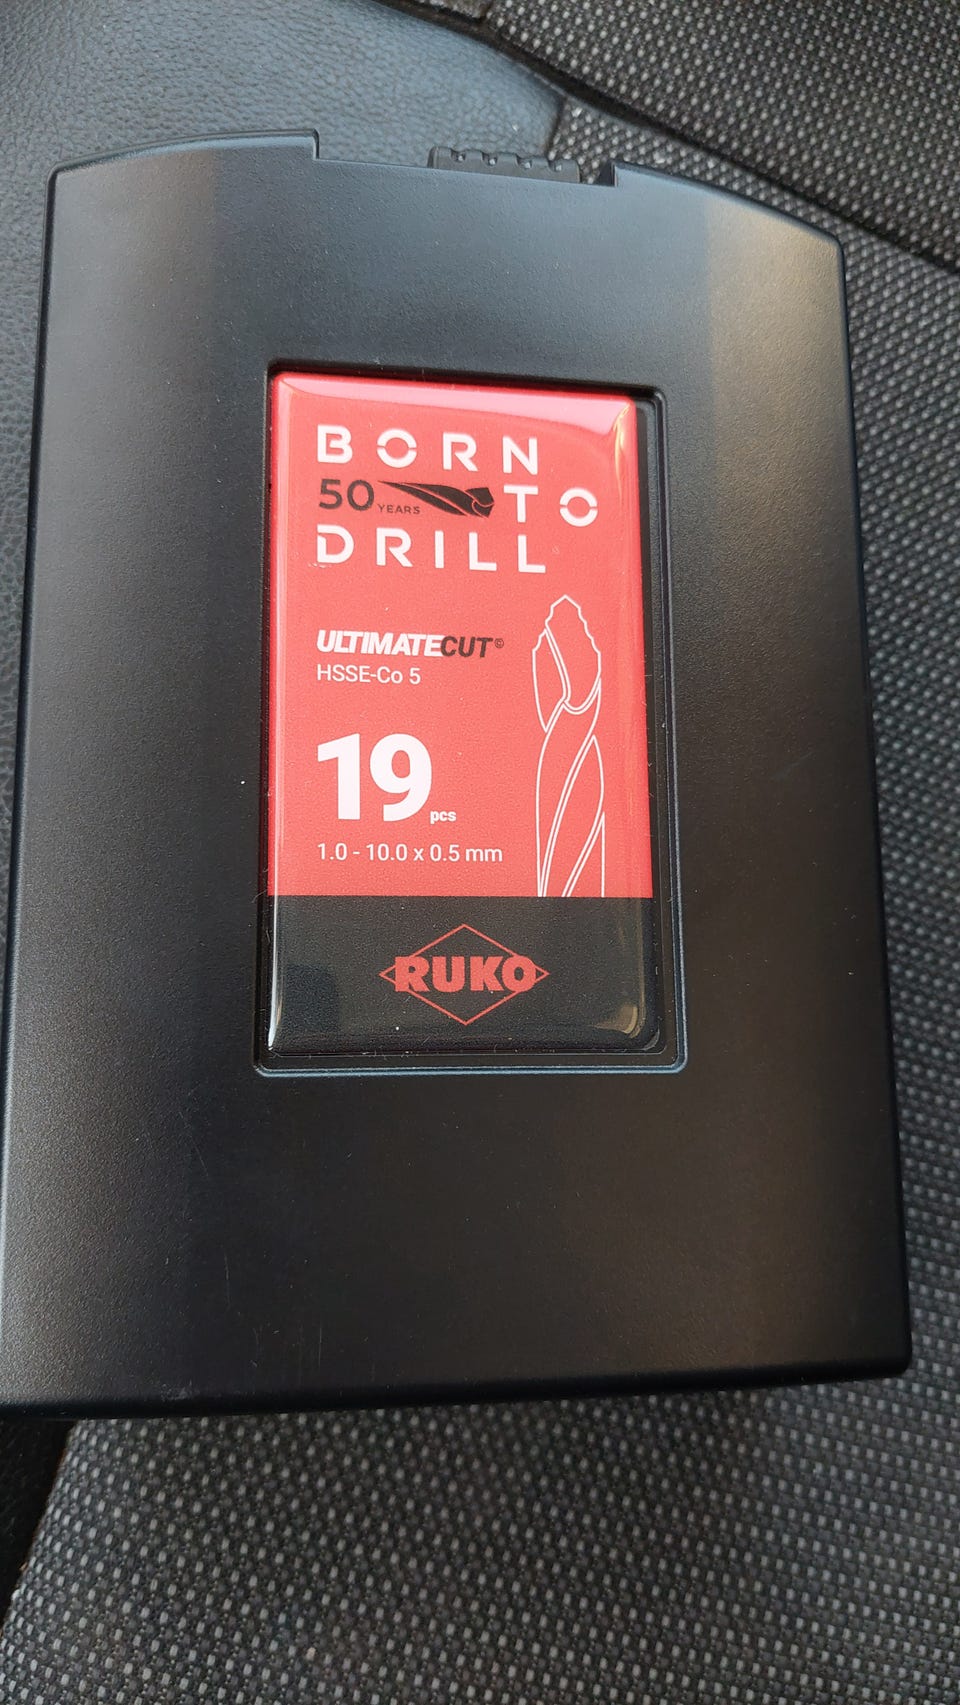 BORN
50 YEARS TO
DRILL
ULTIMATECUT©
HSSE-Co 5
19 pcs
1.0 - 10.0 x 0.5 mm
RUKO